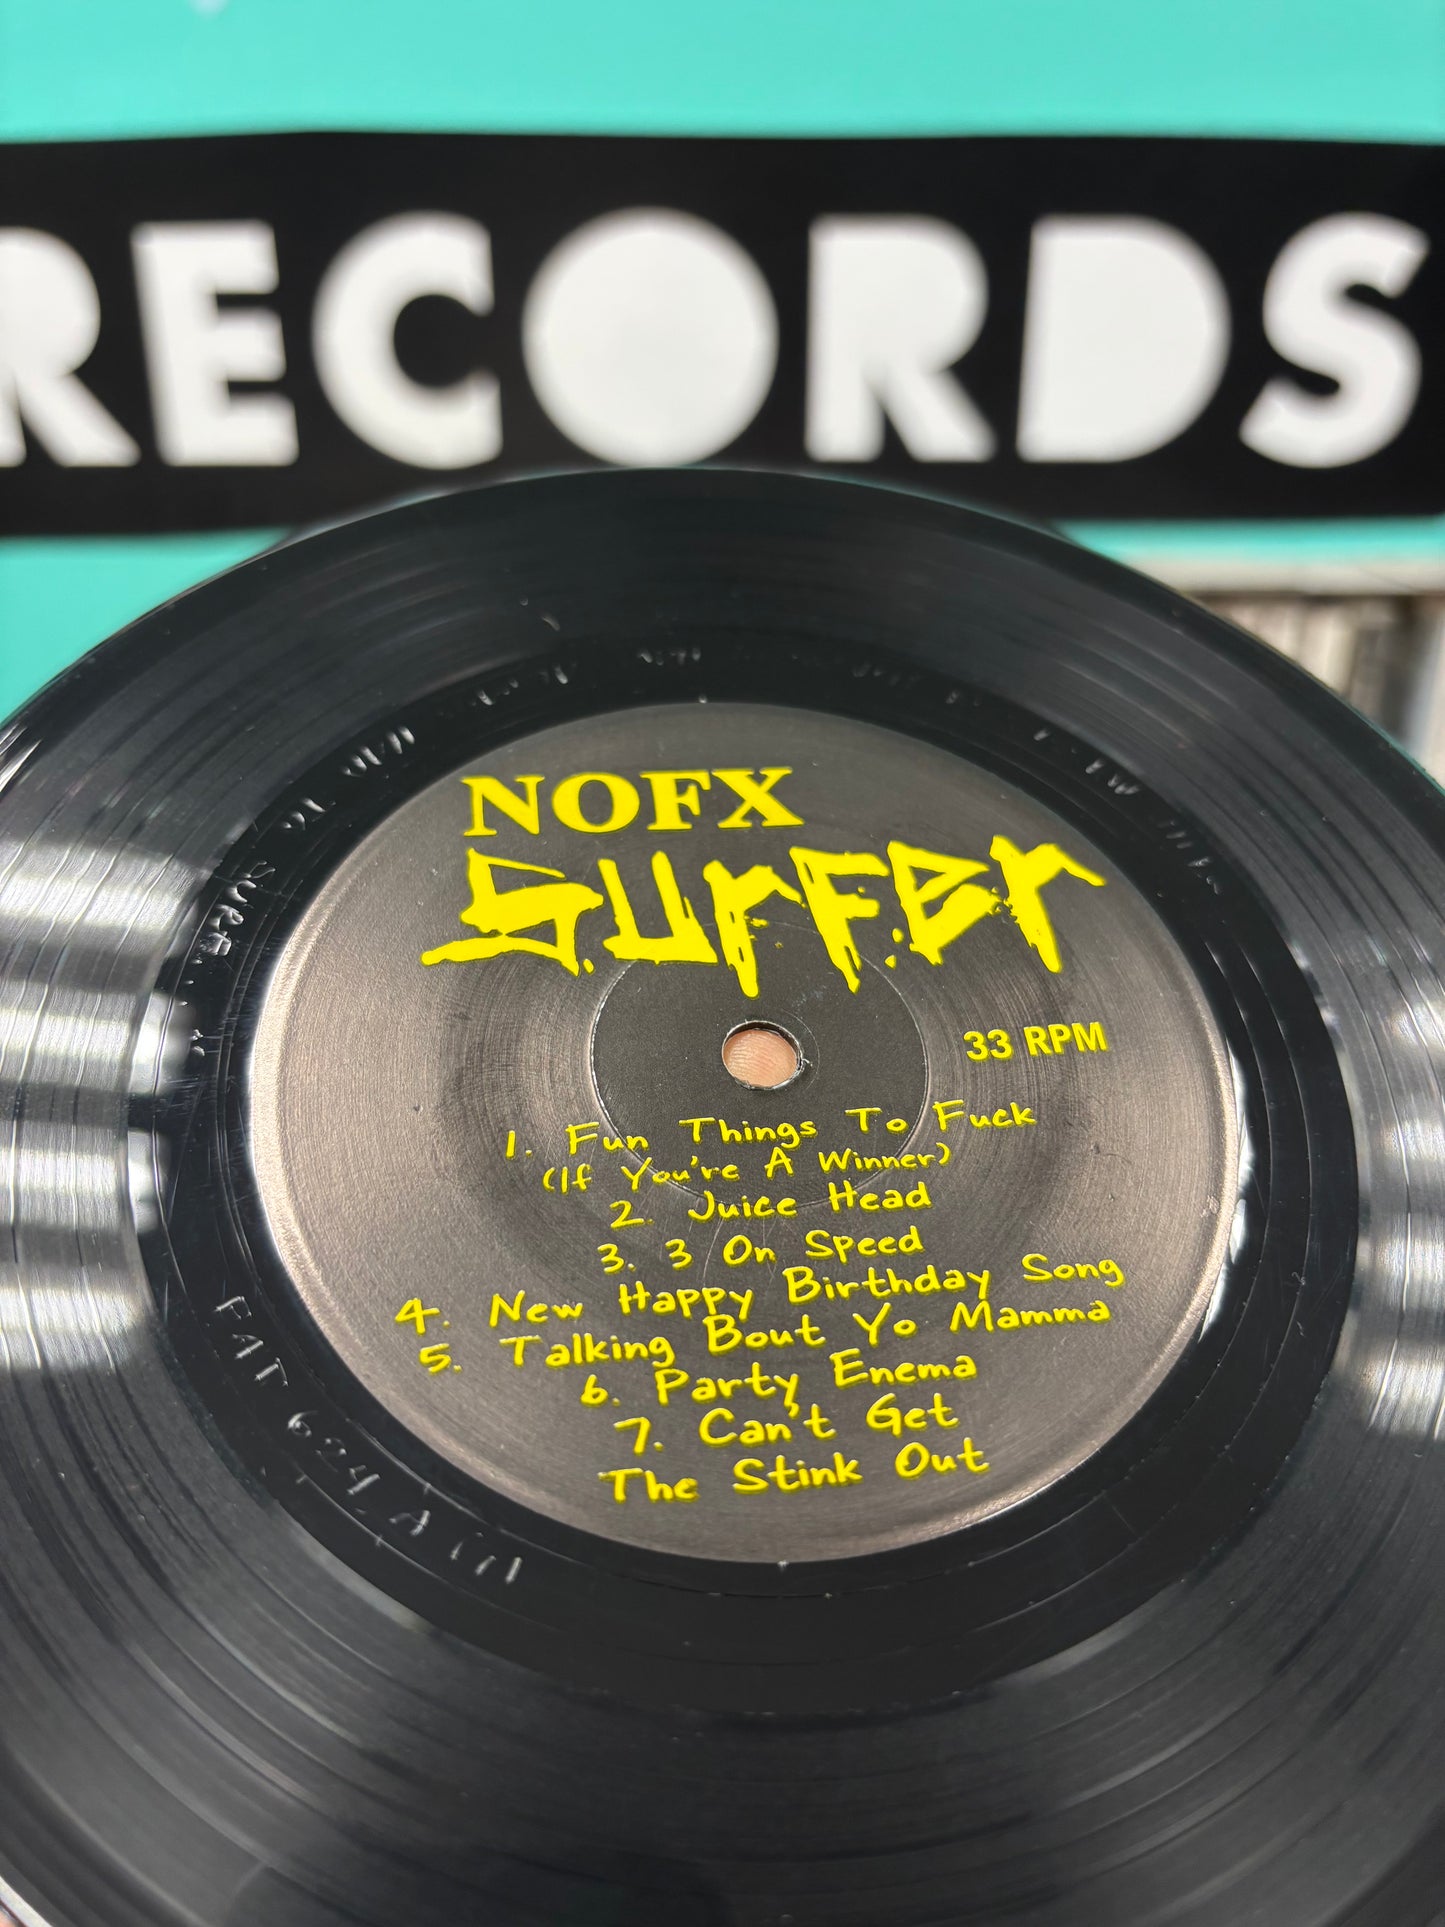 RECORDS
NOFX
SURFER
33 RPM
1. Fun Things To Fuck
(If You're A Winner)
2. Juice Head
3. 3 On Speed
4. New Happy Birthday Song
5. Talking Bout Yo Mamma
6. Party Enema
7. Can't Get
The Stink Out
FAT 624 A